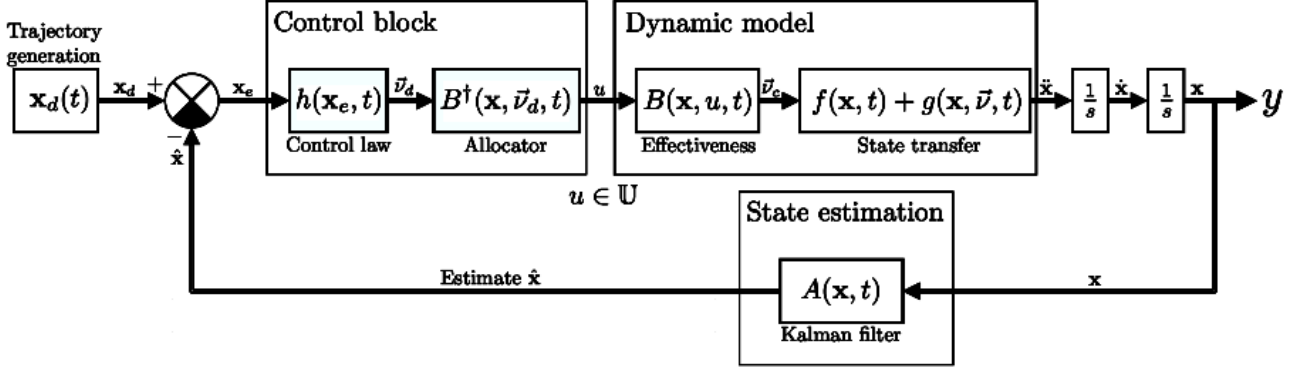 Trajectory
generation
𝐱_d(t)
𝐱_d
+
−
𝐱̂
𝐱_e
Control block
h(𝐱_e, t)
Control law
ν⃗_d
B†(𝐱, ν⃗_d, t)
Allocator
u
u ∈ 𝕌
Dynamic model
B(𝐱, u, t)
Effectiveness
ν⃗_c
f(𝐱, t) + g(𝐱, ν⃗, t)
State transfer
𝐱̈
1/s
𝐱̇
1/s
𝐱
y
State estimation
A(𝐱, t)
Kalman filter
𝐱
Estimate 𝐱̂